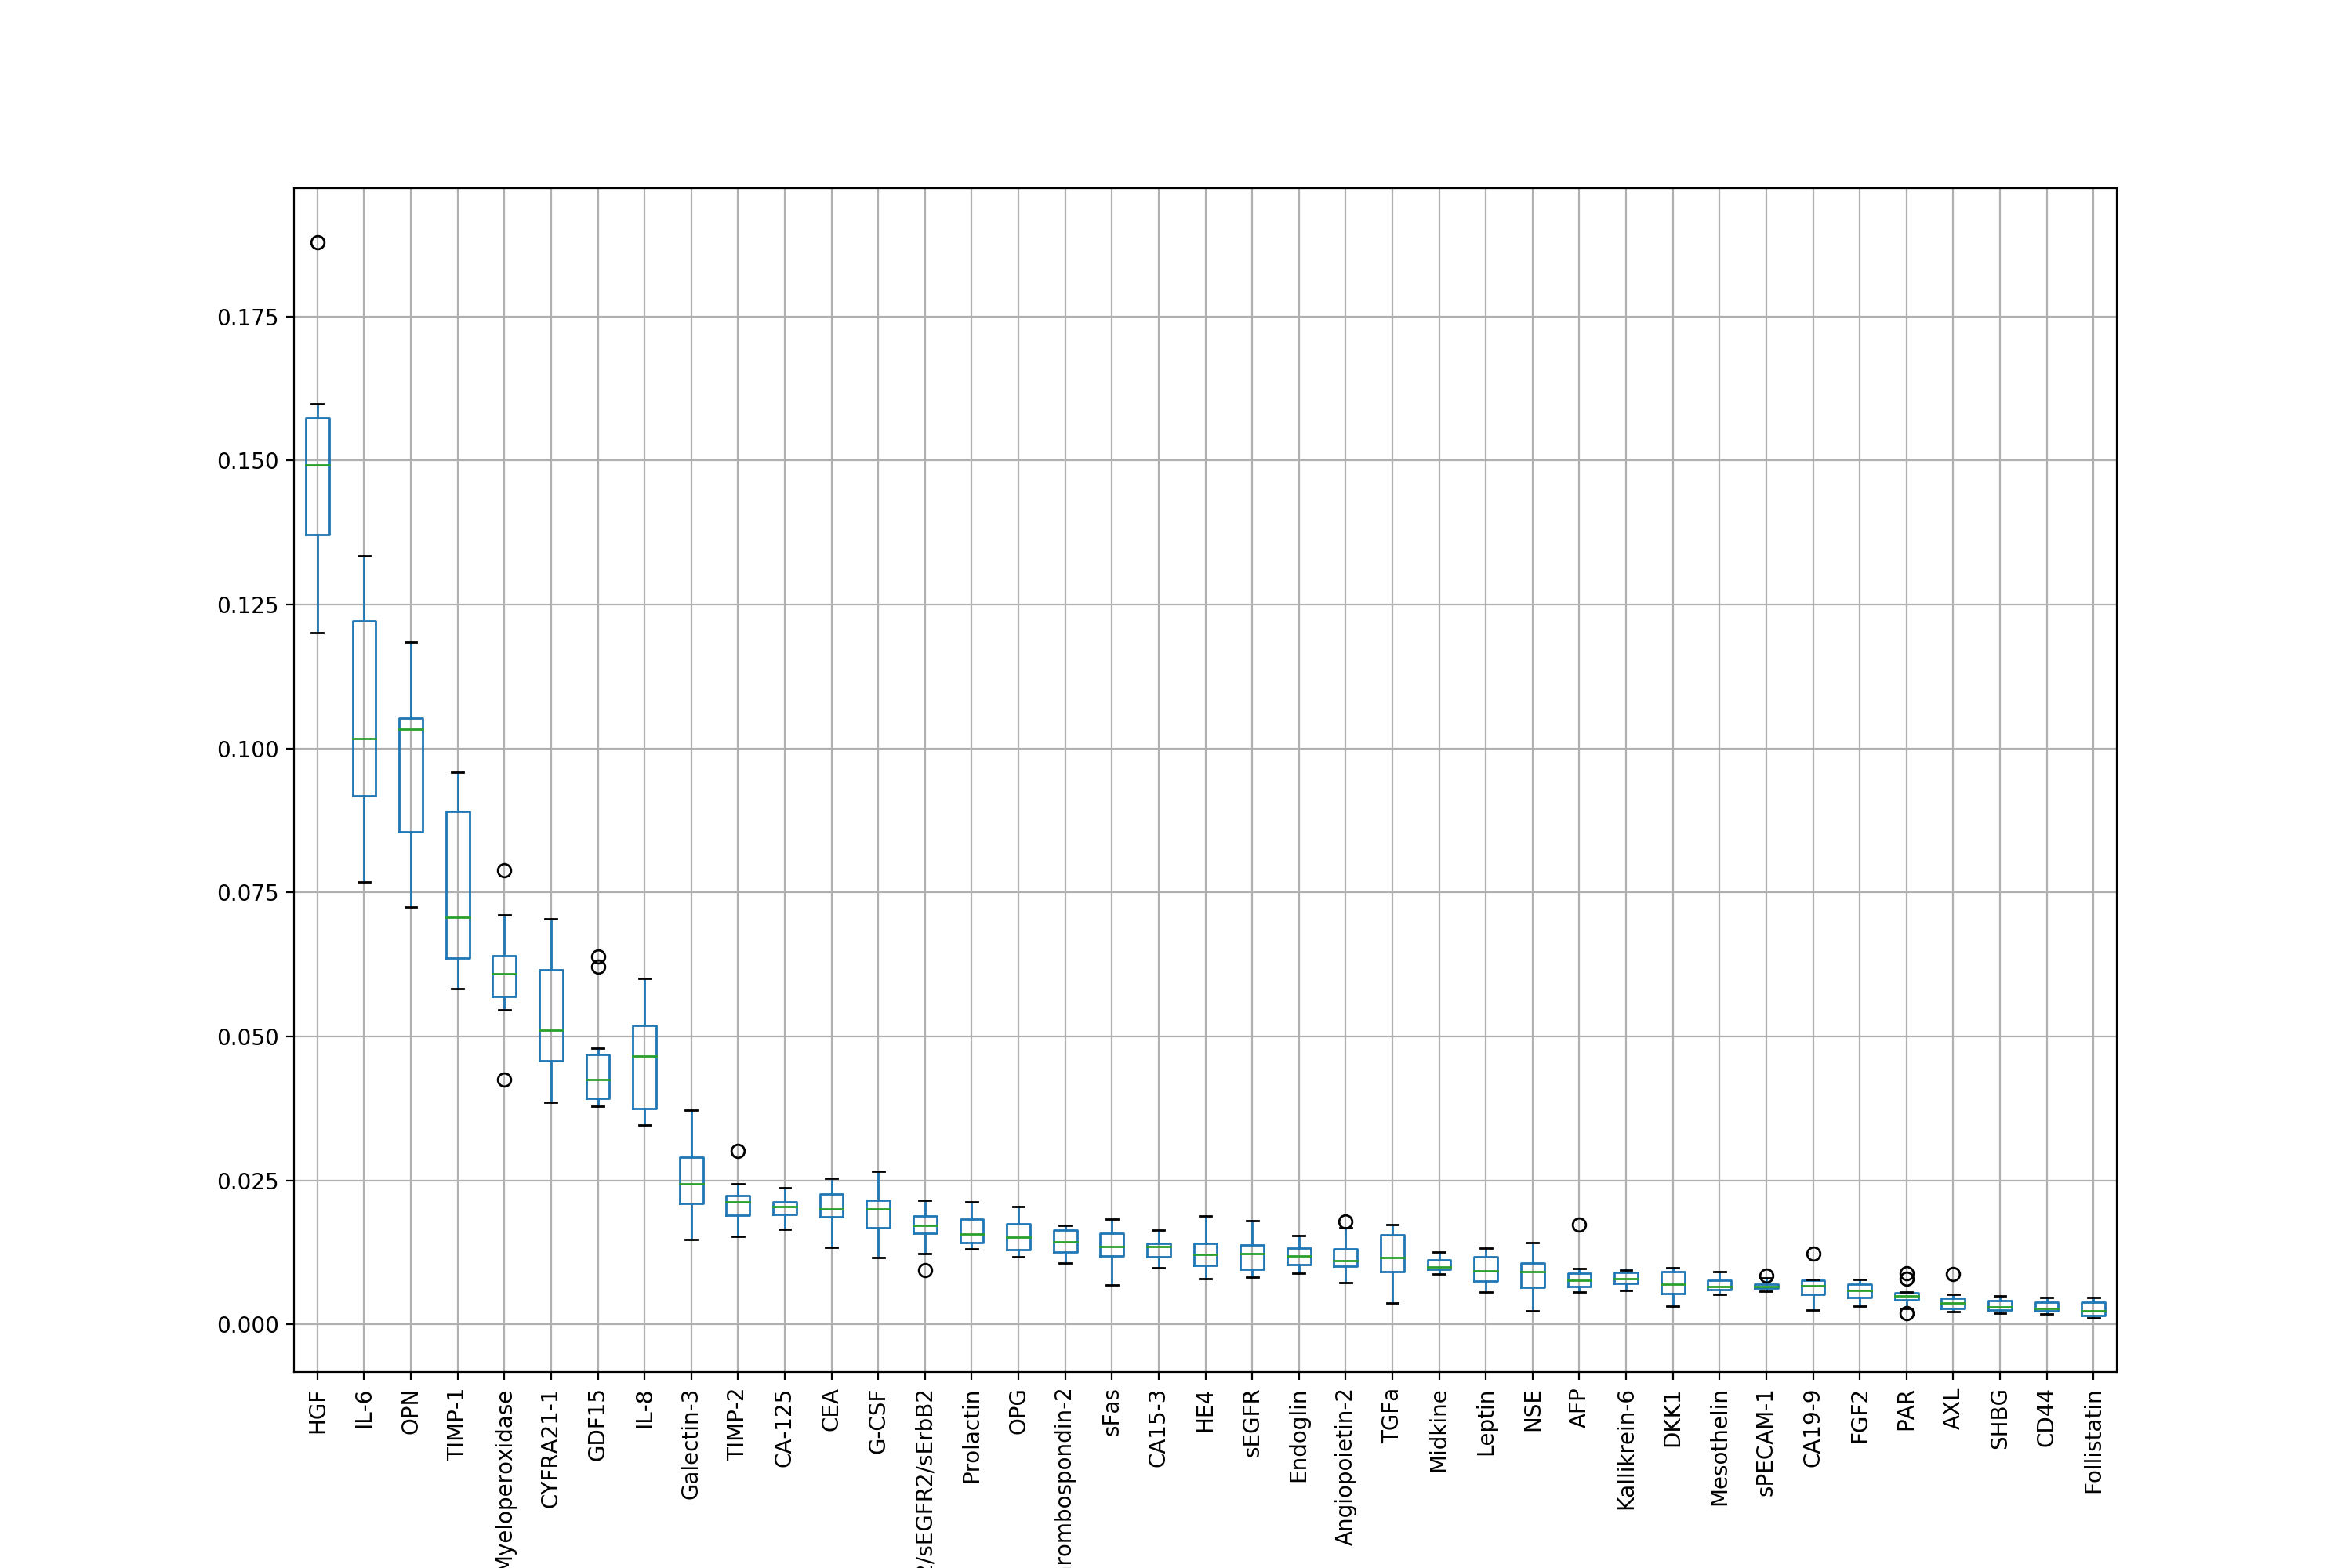 0.175
0.150
0.125
0.100
0.075
0.050
0.025
0.000
HGF
IL-6
OPN
TIMP-1
Myeloperoxidase
CYFRA21-1
GDF15
IL-8
Galectin-3
TIMP-2
CA-125
CEA
G-CSF
/sEGFR2/sErbB2
Prolactin
OPG
rombospondin-2
sFas
CA15-3
HE4
sEGFR
Endoglin
Angiopoietin-2
TGFa
Midkine
Leptin
NSE
AFP
Kallikrein-6
DKK1
Mesothelin
sPECAM-1
CA19-9
FGF2
PAR
AXL
SHBG
CD44
Follistatin